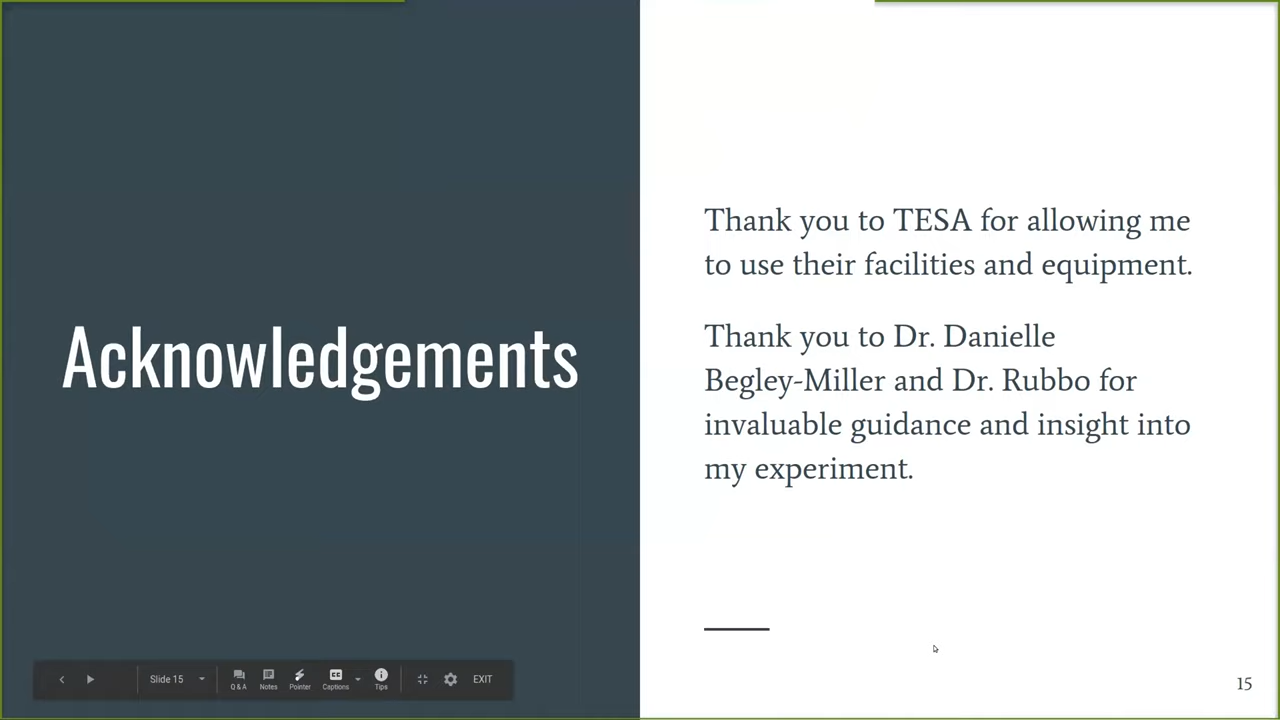 Acknowledgements
Thank you to TESA for allowing me
to use their facilities and equipment.
Thank you to Dr. Danielle
Begley-Miller and Dr. Rubbo for
invaluable guidance and insight into
my experiment.
Slide 15
Q & A
Notes
Pointer
CC
Captions
Tips
EXIT
15